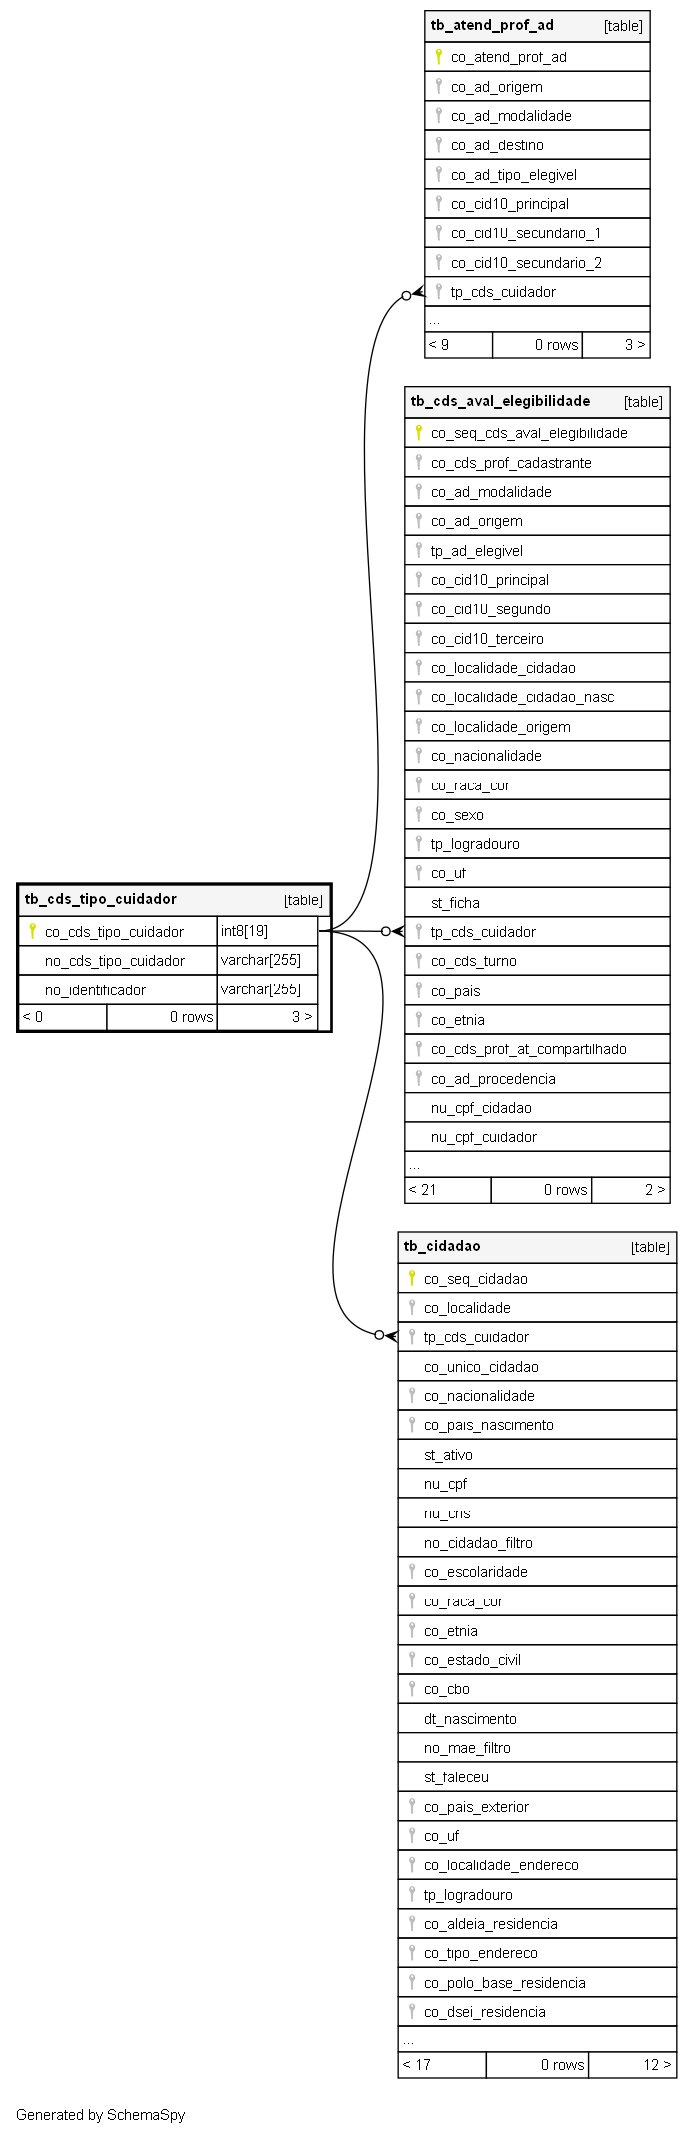 tb_atend_prof_ad [table]
co_atend_prof_ad
co_ad_origem
co_ad_modalidade
co_ad_destino
co_ad_tipo_elegivel
co_cid10_principal
co_cid10_secundario_1
co_cid10_secundario_2
tp_cds_cuidador
...
< 9 0 rows 3 >
tb_cds_aval_elegibilidade [table]
co_seq_cds_aval_elegibilidade
co_cds_prof_cadastrante
co_ad_modalidade
co_ad_origem
tp_ad_elegivel
co_cid10_principal
co_cid10_segundo
co_cid10_terceiro
co_localidade_cidadao
co_localidade_cidadao_nasc
co_localidade_origem
co_nacionalidade
co_raca_cor
co_sexo
tp_logradouro
co_uf
st_ficha
tp_cds_cuidador
co_cds_turno
co_pais
co_etnia
co_cds_prof_at_compartilhado
co_ad_procedencia
nu_cpf_cidadao
nu_cpf_cuidador
...
< 21 0 rows 2 >
tb_cds_tipo_cuidador [table]
co_cds_tipo_cuidador int8[19]
no_cds_tipo_cuidador varchar[255]
no_identificador varchar[255]
< 0 0 rows 3 >
tb_cidadao [table]
co_seq_cidadao
co_localidade
tp_cds_cuidador
co_unico_cidadao
co_nacionalidade
co_pais_nascimento
st_ativo
nu_cpf
nu_cns
no_cidadao_filtro
co_escolaridade
co_raca_cor
co_etnia
co_estado_civil
co_cbo
dt_nascimento
no_mae_filtro
st_faleceu
co_pais_exterior
co_uf
co_localidade_endereco
tp_logradouro
co_aldeia_residencia
co_tipo_endereco
co_polo_base_residencia
co_dsei_residencia
...
< 17 0 rows 12 >
Generated by SchemaSpy